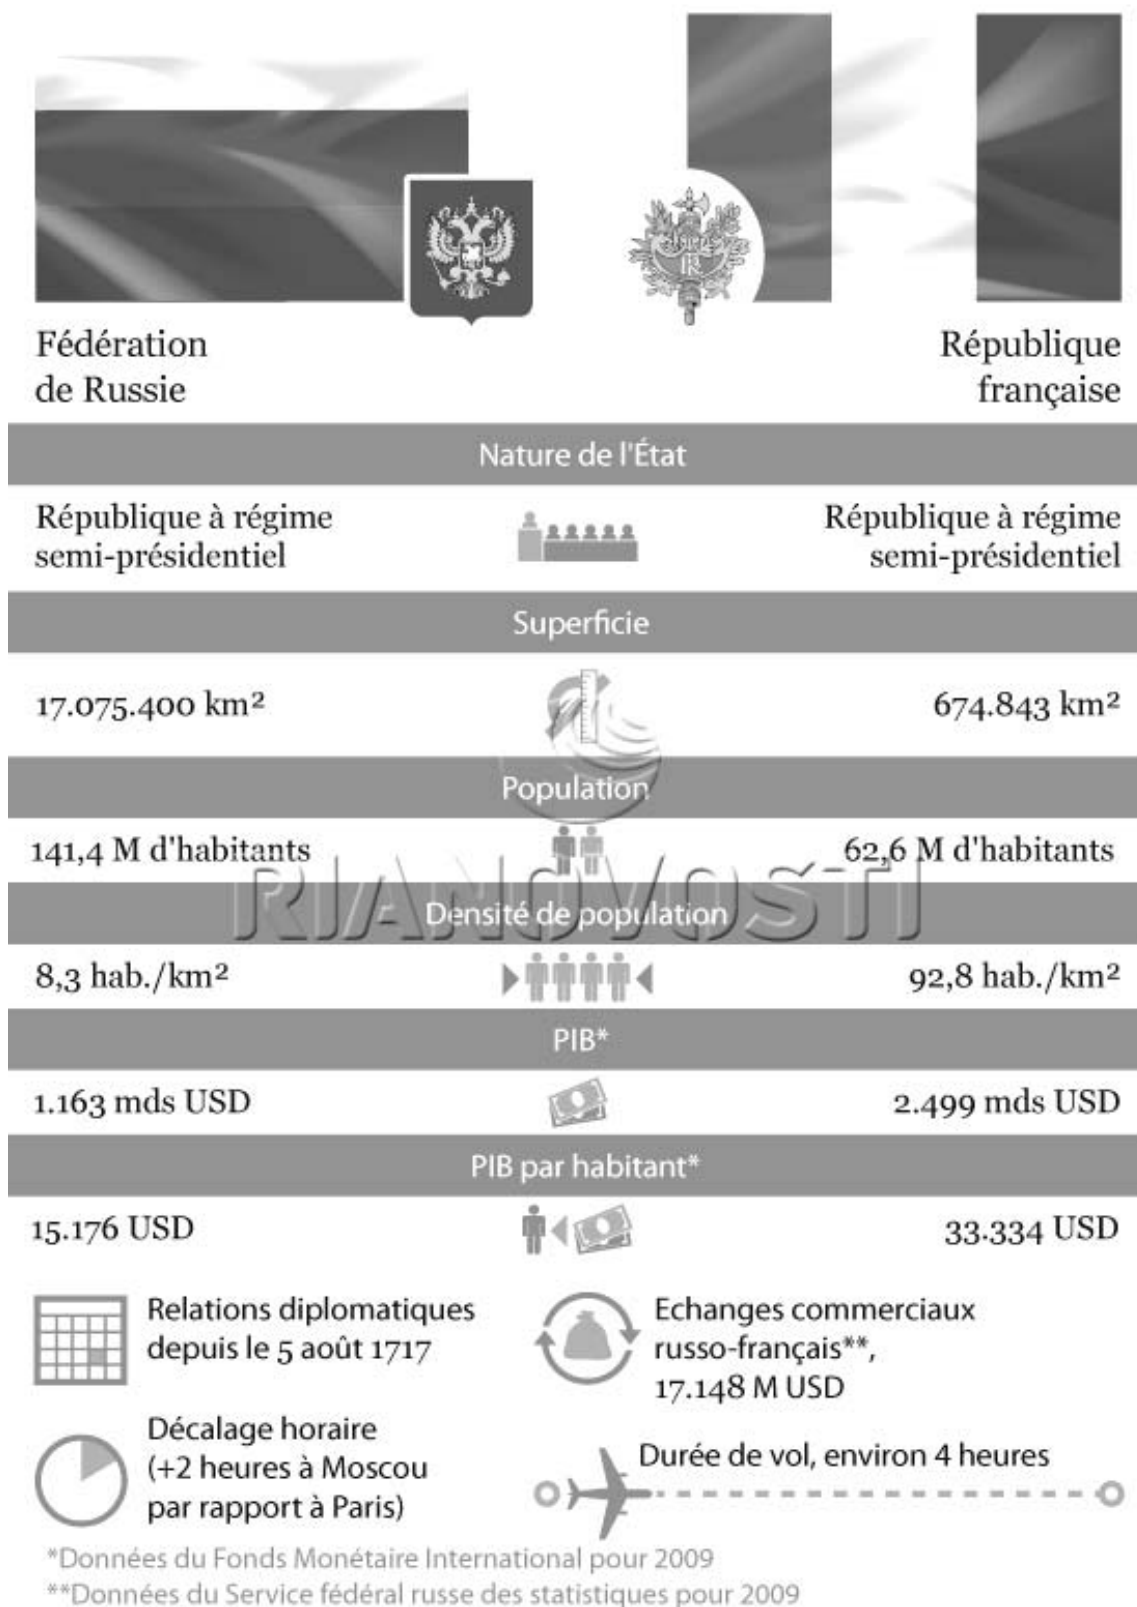 Fédération
de Russie
République
française
Nature de l'État
République à régime
semi-présidentiel
République à régime
semi-présidentiel
Superficie
17.075.400 km²
674.843 km²
Population
141,4 M d'habitants
62,6 M d'habitants
RIANOVOSTI
Densité de population
8,3 hab./km²
92,8 hab./km²
PIB*
1.163 mds USD
2.499 mds USD
PIB par habitant*
15.176 USD
33.334 USD
Relations diplomatiques
depuis le 5 août 1717
Echanges commerciaux
russo-français**,
17.148 M USD
Décalage horaire
(+2 heures à Moscou
par rapport à Paris)
Durée de vol, environ 4 heures
*Données du Fonds Monétaire International pour 2009
**Données du Service fédéral russe des statistiques pour 2009